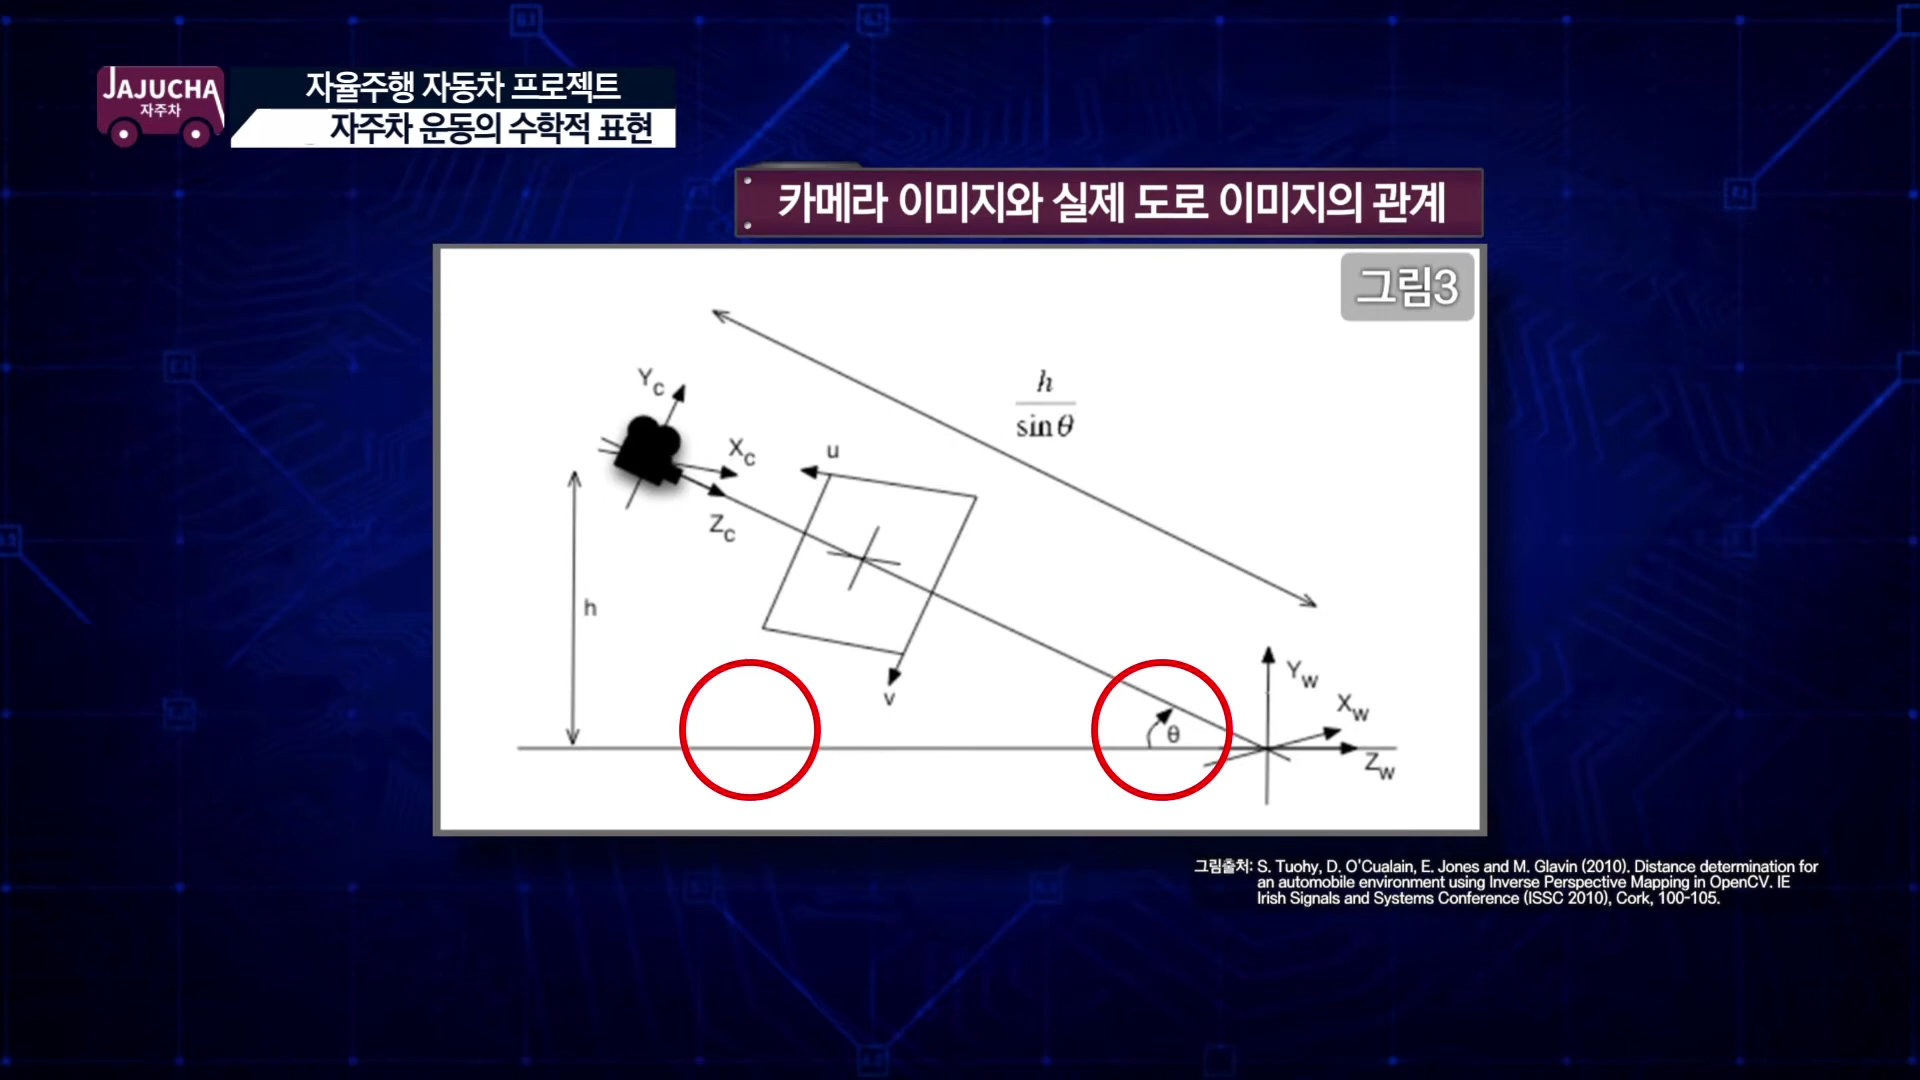 JAJUCHA
자주차
자율주행 자동차 프로젝트
자주차 운동의 수학적 표현
카메라 이미지와 실제 도로 이미지의 관계
그림3
h
sin θ
Yc
Xc
Zc
u
v
h
θ
Yw
Xw
Zw
그림출처: S. Tuohy, D. O'Cualain, E. Jones and M. Glavin (2010). Distance determination for
an automobile environment using Inverse Perspective Mapping in OpenCV. IE
Irish Signals and Systems Conference (ISSC 2010), Cork, 100-105.